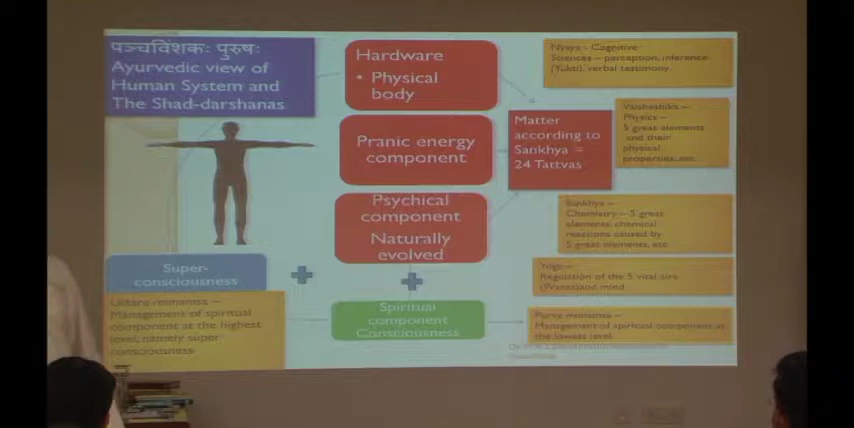 पञ्चविंशकः पुरुषः
Ayurvedic view of
Human System and
The Shad-darshanas
Hardware
• Physical
body
Pranic energy
component
Psychical
component
Naturally
evolved
Matter
according to
Sankhya =
24 Tattvas
Nyaya - Cognitive
Sciences – perception, inference
(Yukti), verbal testimony
Vaisheshika –
Physics –
5 great elements
and their
physical
properties, etc.
Sankhya –
Chemistry – 5 great
elements, chemical
reactions caused by
5 great elements, etc
Yoga –
Regulation of the 5 vital airs
(Pranas) and mind
Super-
consciousness
Uttara mimamsa –
Management of spiritual
component at the highest
level, namely super
consciousness
Spiritual
component
Consciousness
Purva mimamsa –
Management of spiritual component at
the lowest level